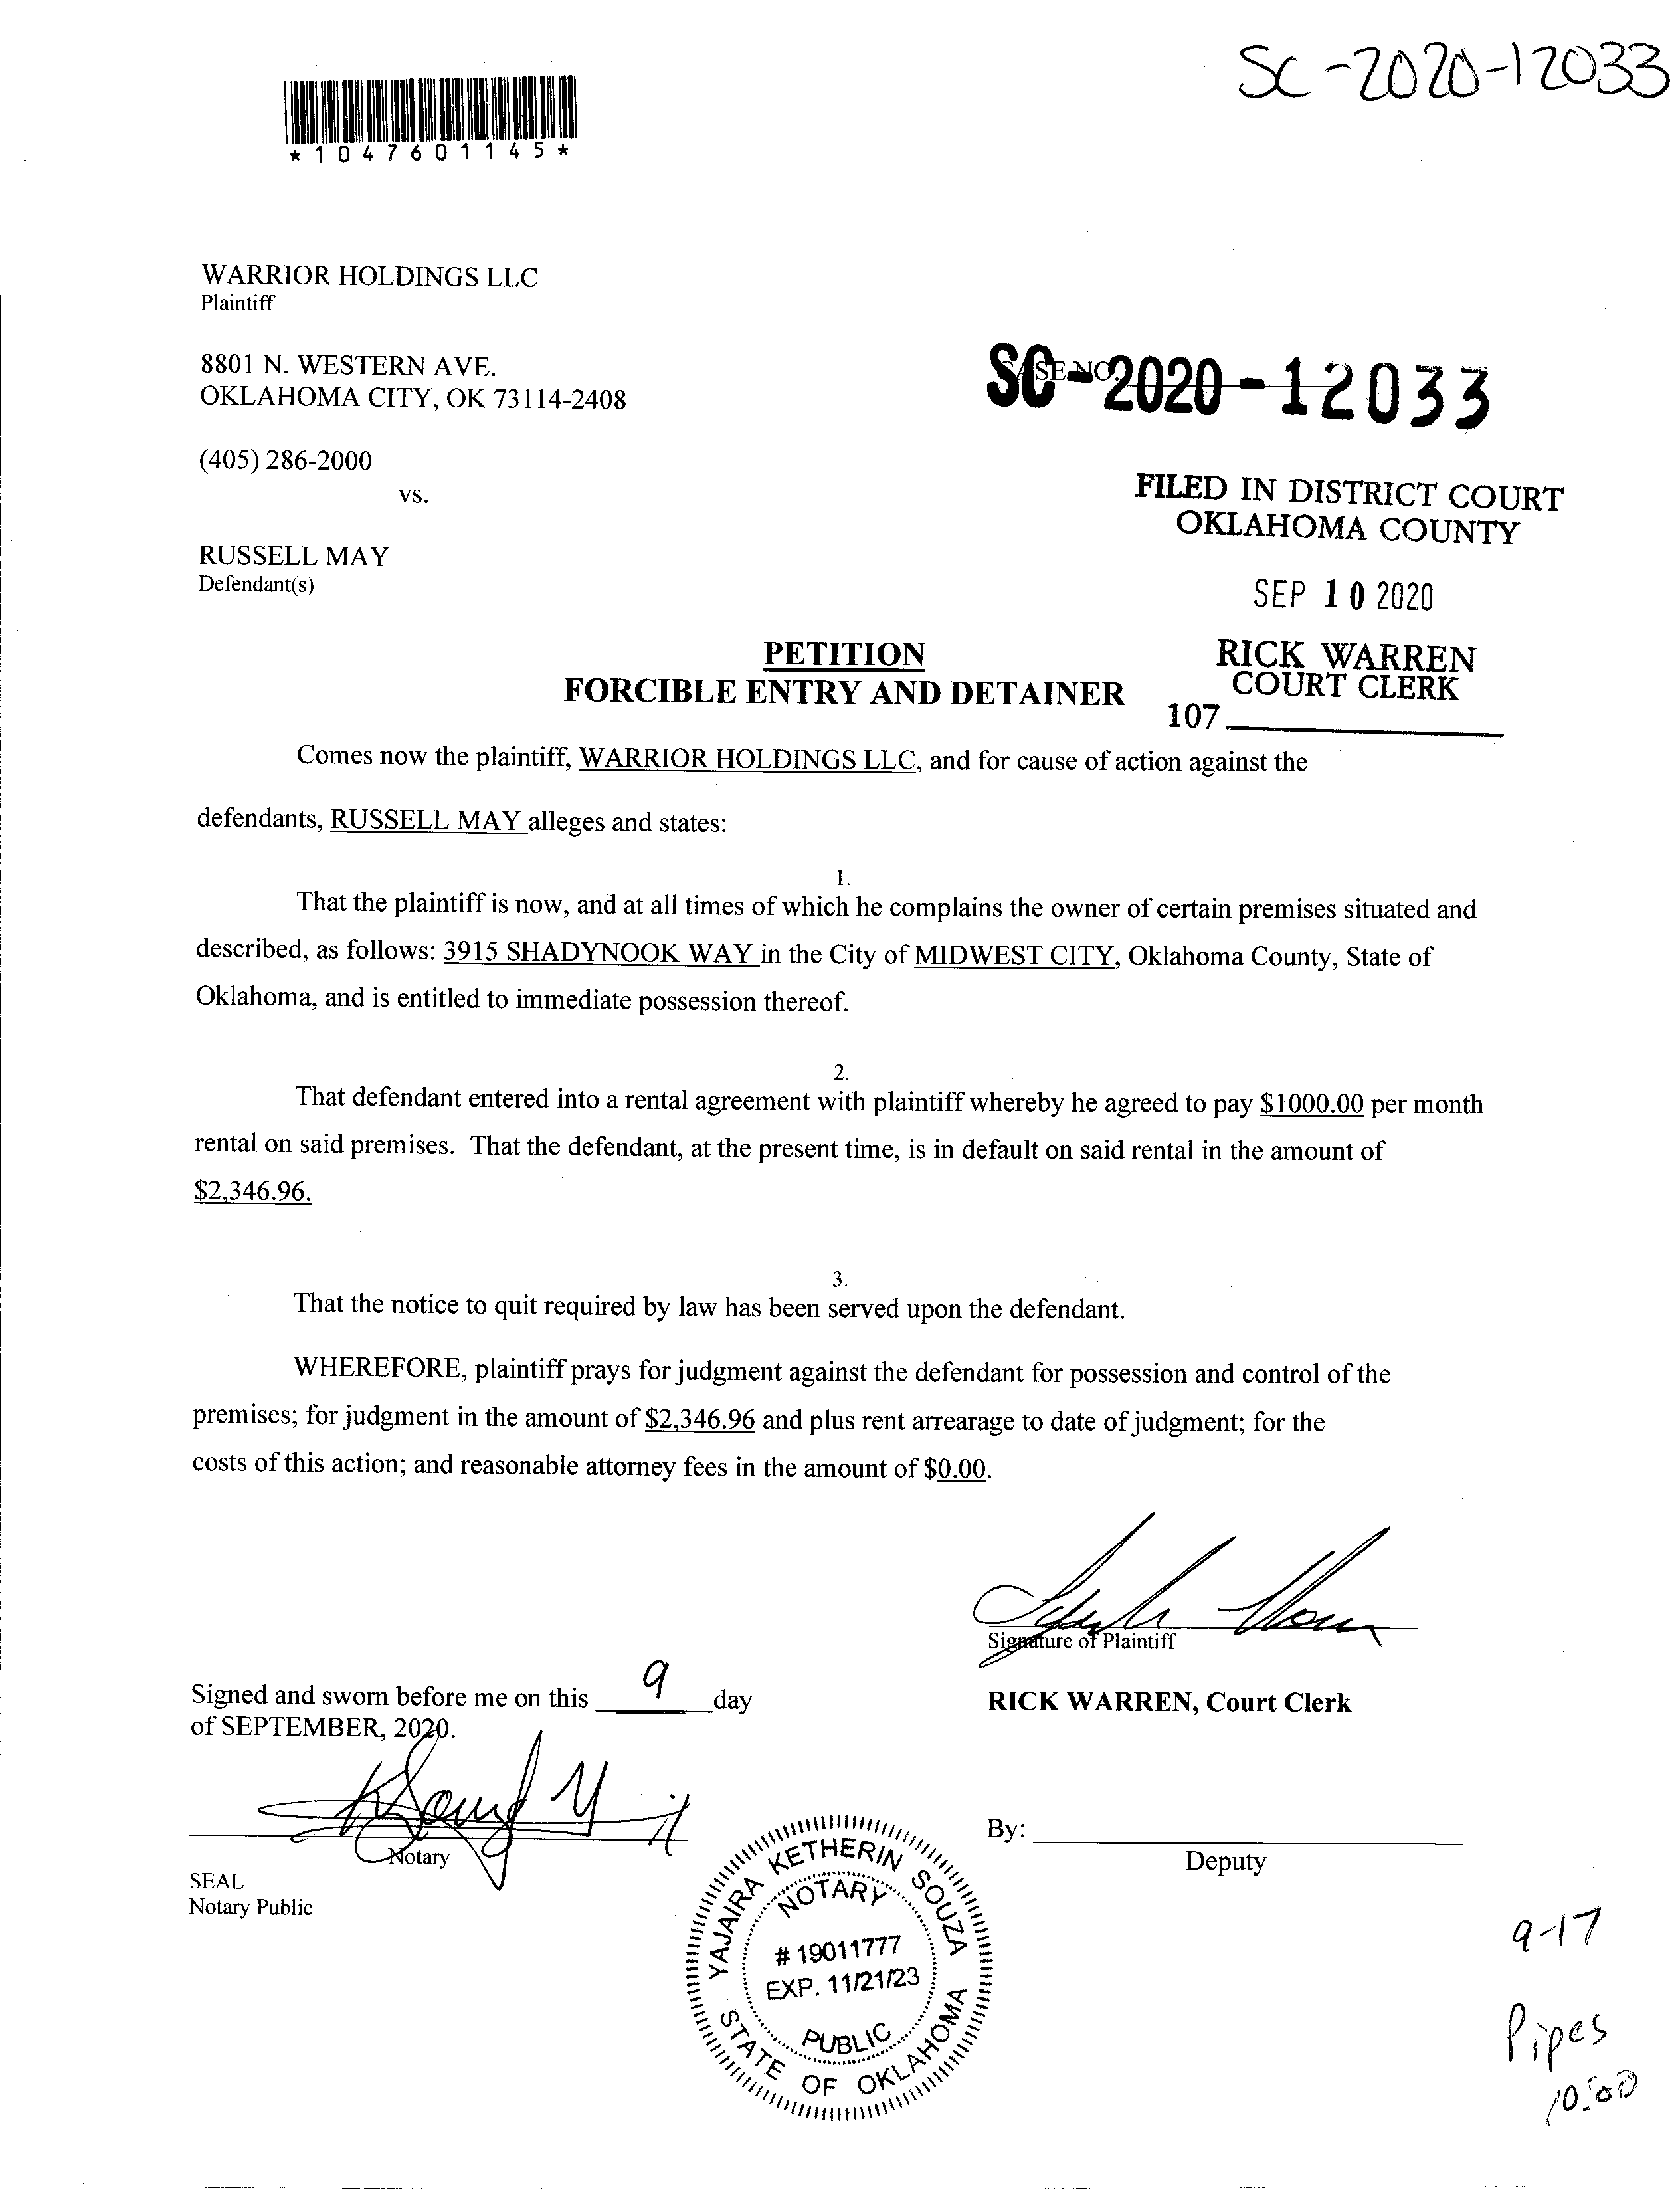 SC-2020-12033
*1047601145*
WARRIOR HOLDINGS LLC
Plaintiff
8801 N. WESTERN AVE.
OKLAHOMA CITY, OK 73114-2408
SC-2020-12033
(405) 286-2000
vs.
FILED IN DISTRICT COURT
OKLAHOMA COUNTY
RUSSELL MAY
Defendant(s)
SEP 10 2020
PETITION
FORCIBLE ENTRY AND DETAINER
RICK WARREN
COURT CLERK
107
Comes now the plaintiff, WARRIOR HOLDINGS LLC, and for cause of action against the
defendants, RUSSELL MAY alleges and states:
1.
That the plaintiff is now, and at all times of which he complains the owner of certain premises situated and
described, as follows: 3915 SHADYNOOK WAY in the City of MIDWEST CITY, Oklahoma County, State of
Oklahoma, and is entitled to immediate possession thereof.
2.
That defendant entered into a rental agreement with plaintiff whereby he agreed to pay $1000.00 per month
rental on said premises. That the defendant, at the present time, is in default on said rental in the amount of
$2,346.96.
3.
That the notice to quit required by law has been served upon the defendant.
WHEREFORE, plaintiff prays for judgment against the defendant for possession and control of the
premises; for judgment in the amount of $2,346.96 and plus rent arrearage to date of judgment; for the
costs of this action; and reasonable attorney fees in the amount of $0.00.
Signature of Plaintiff
Signed and sworn before me on this 9 day
of SEPTEMBER, 2020.
RICK WARREN, Court Clerk
Notary
SEAL
Notary Public
By:
Deputy
YAJAIRA KETHERIN SOUZA
NOTARY
# 19011777
EXP. 11/21/23
PUBLIC
STATE OF OKLAHOMA
9-17
Pipes
10:00